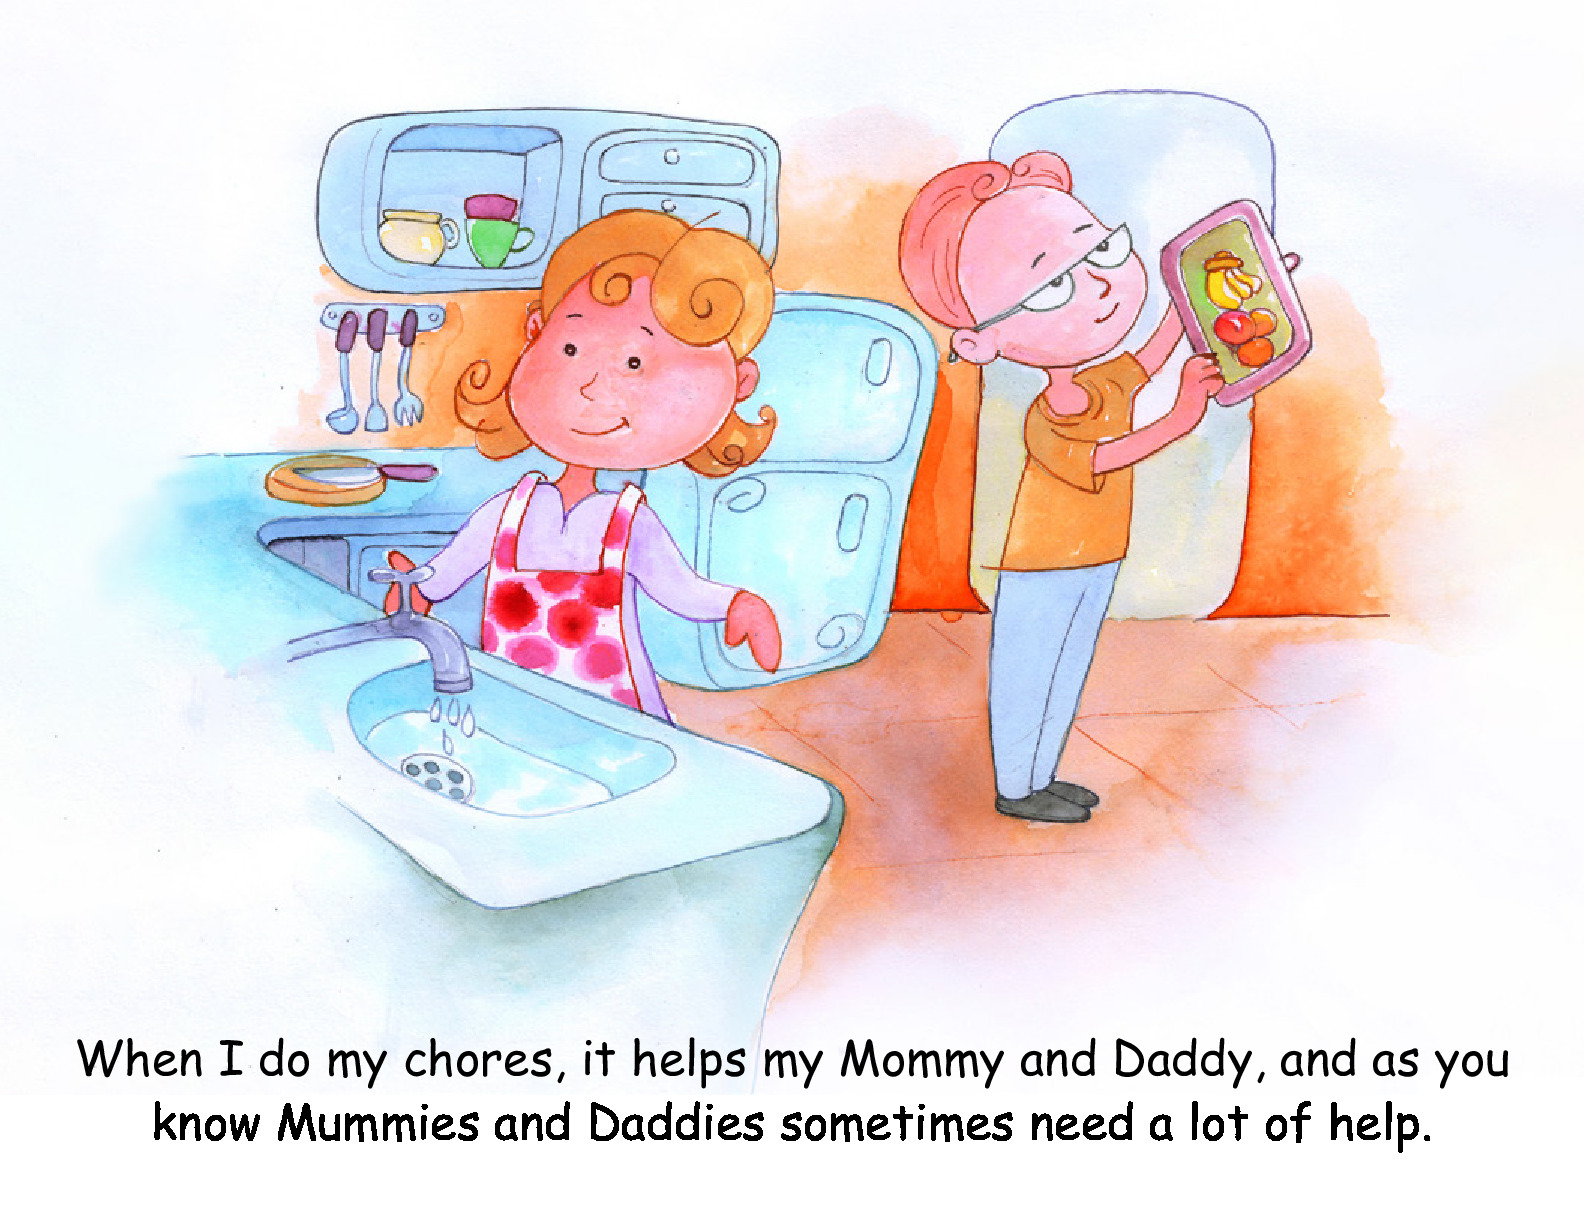 When I do my chores, it helps my Mommy and Daddy, and as you
know Mummies and Daddies sometimes need a lot of help.